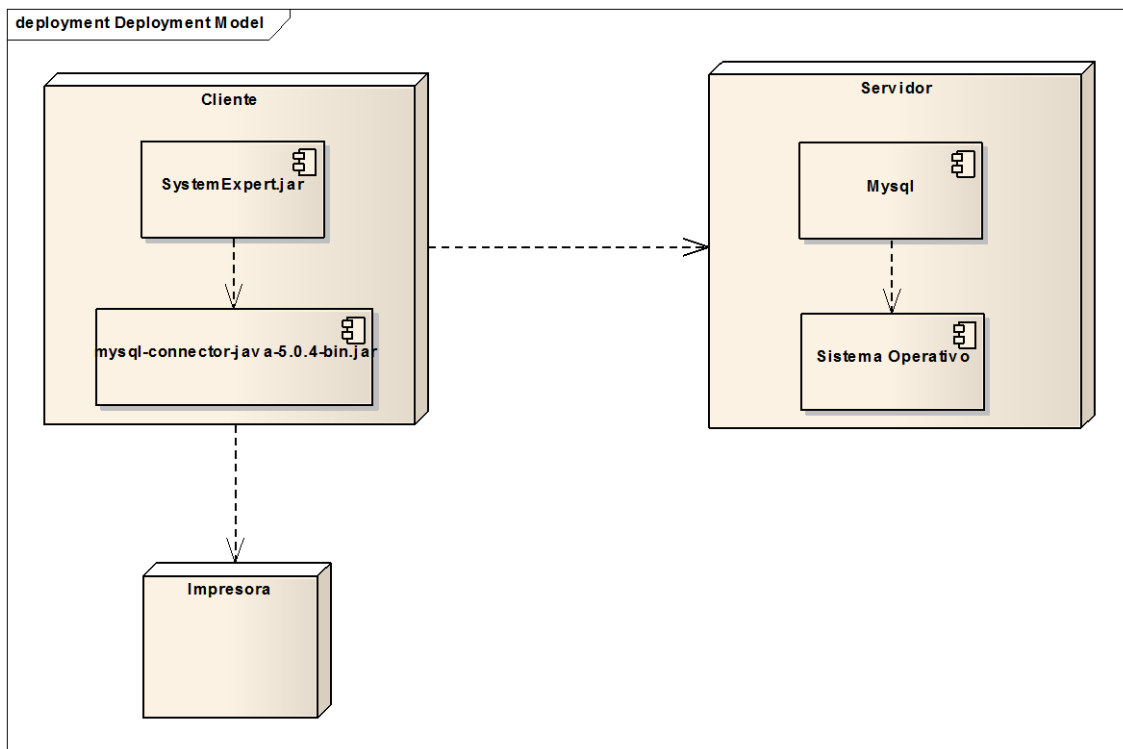 deployment Deployment Model
Cliente
SystemExpert.jar
mysql-connector-java-5.0.4-bin.jar
Servidor
Mysql
Sistema Operativo
Impresora